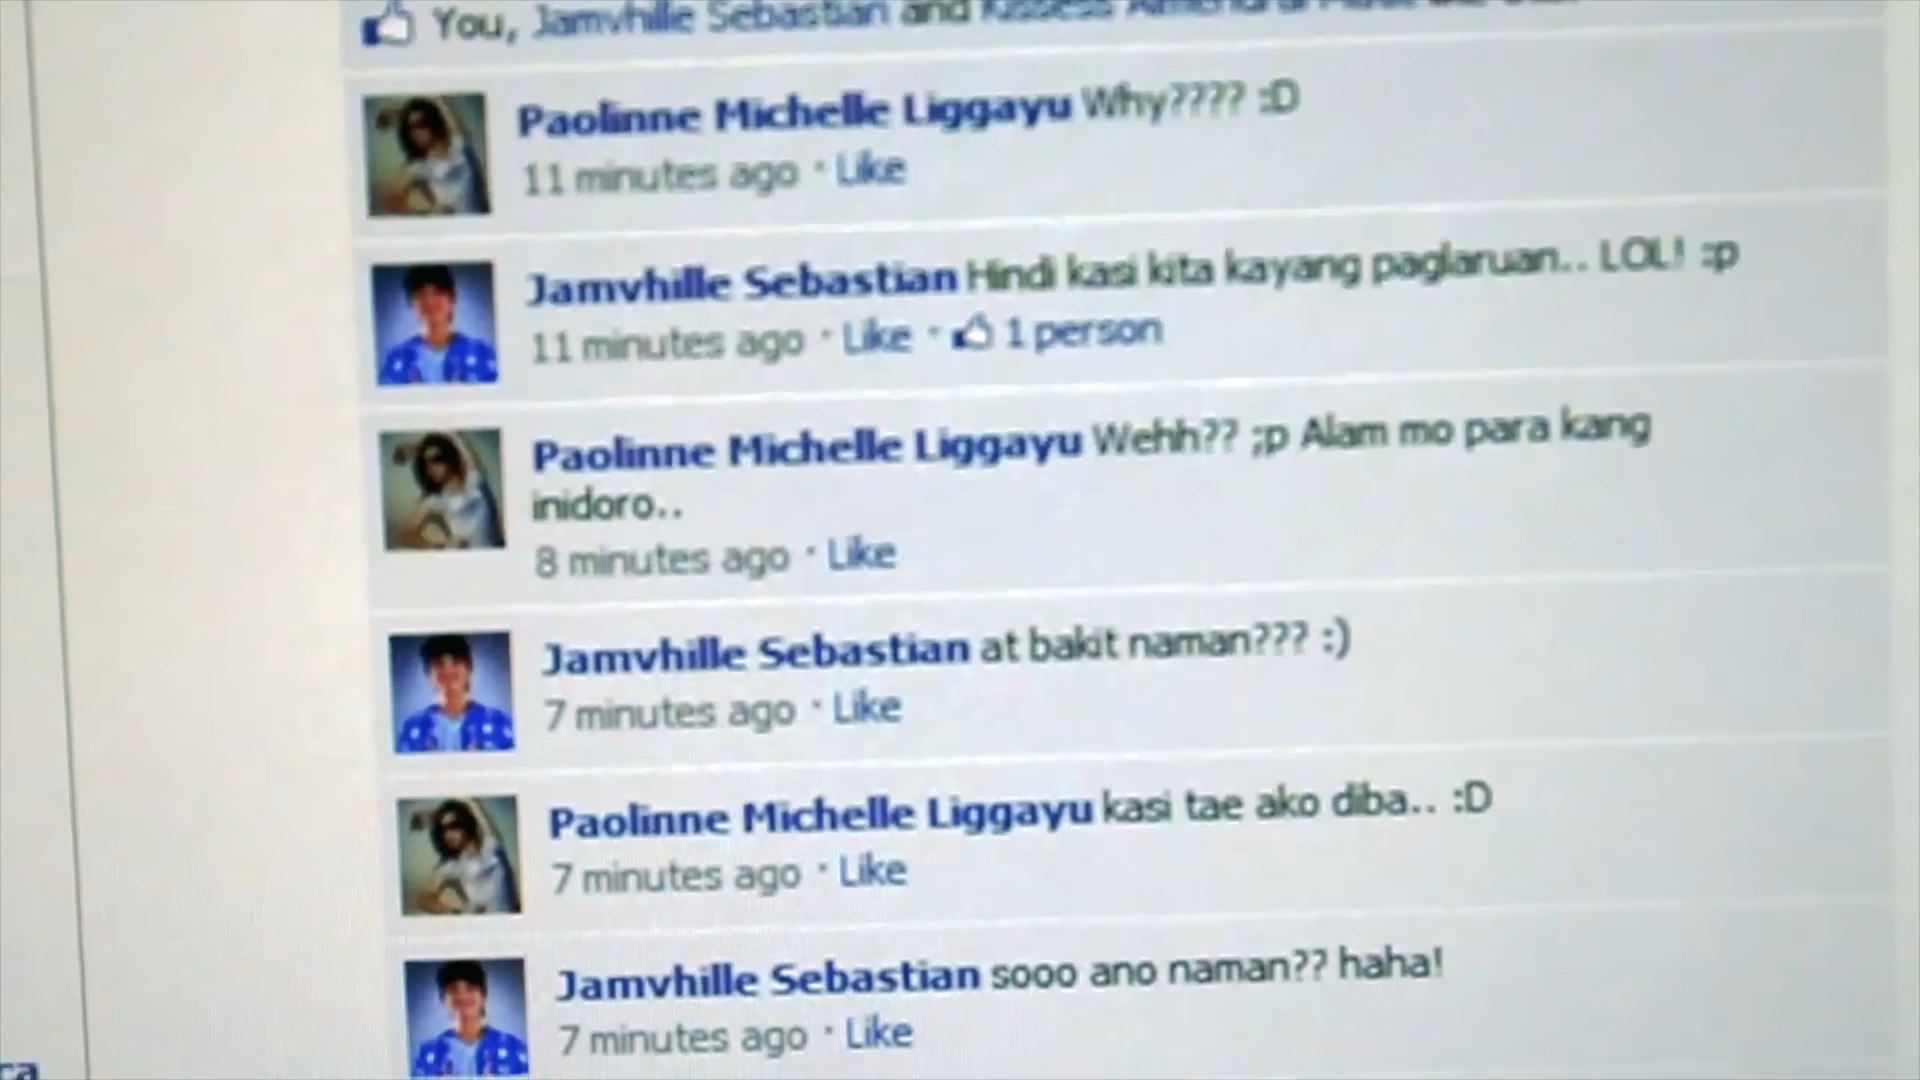 You, Jamvhille Sebastian and
Paolinne Michelle Liggayu Why???? :D
11 minutes ago · Like
Jamvhille Sebastian Hindi kasi kita kayang paglaruan.. LOL! :p
11 minutes ago · Like · 1 person
Paolinne Michelle Liggayu Wehh?? ;p Alam mo para kang
inidoro..
8 minutes ago · Like
Jamvhille Sebastian at bakit naman??? :)
7 minutes ago · Like
Paolinne Michelle Liggayu kasi tae ako diba.. :D
7 minutes ago · Like
Jamvhille Sebastian sooo ano naman?? haha!
7 minutes ago · Like